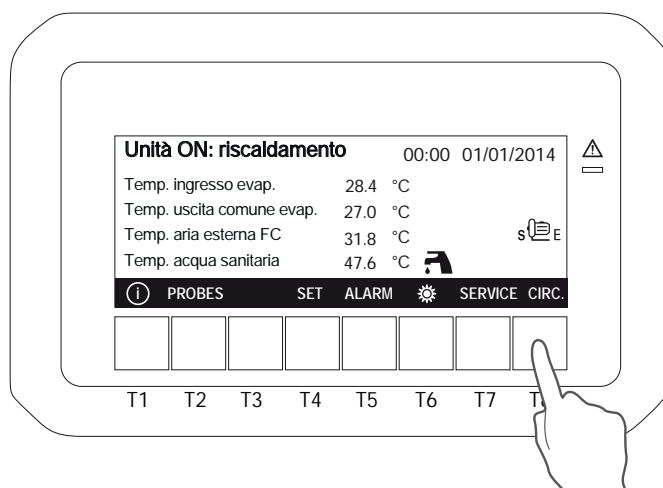 Unità ON: riscaldamento 00:00 01/01/2014
Temp. ingresso evap. 28.4 °C
Temp. uscita comune evap. 27.0 °C
Temp. aria esterna FC 31.8 °C
S E
Temp. acqua sanitaria 47.6 °C
i PROBES SET ALARM SERVICE CIRC.
T1 T2 T3 T4 T5 T6 T7